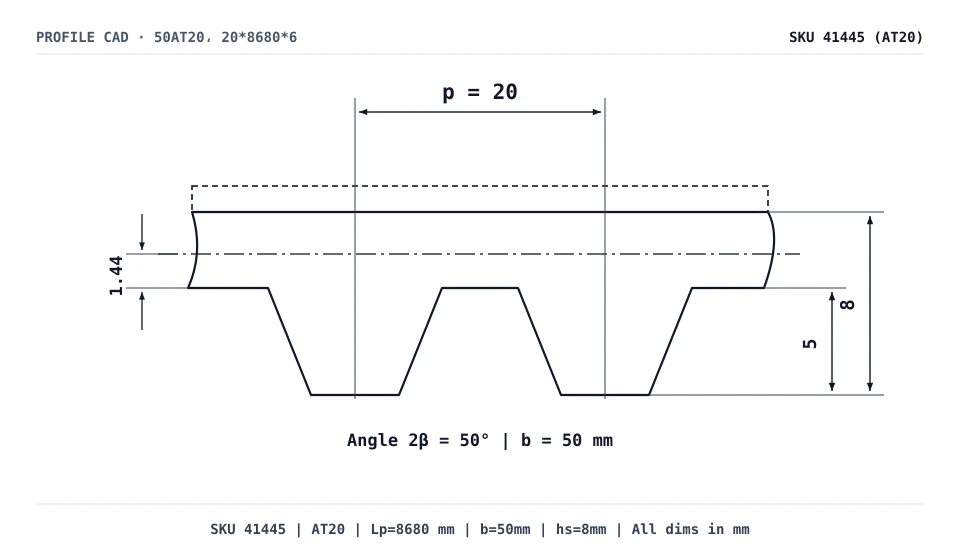 PROFILE CAD · 50AT20. 20*8680*6
SKU 41445 (AT20)
p = 20
1.44
8
5
Angle 2β = 50° | b = 50 mm
SKU 41445 | AT20 | Lp=8680 mm | b=50mm | hs=8mm | All dims in mm